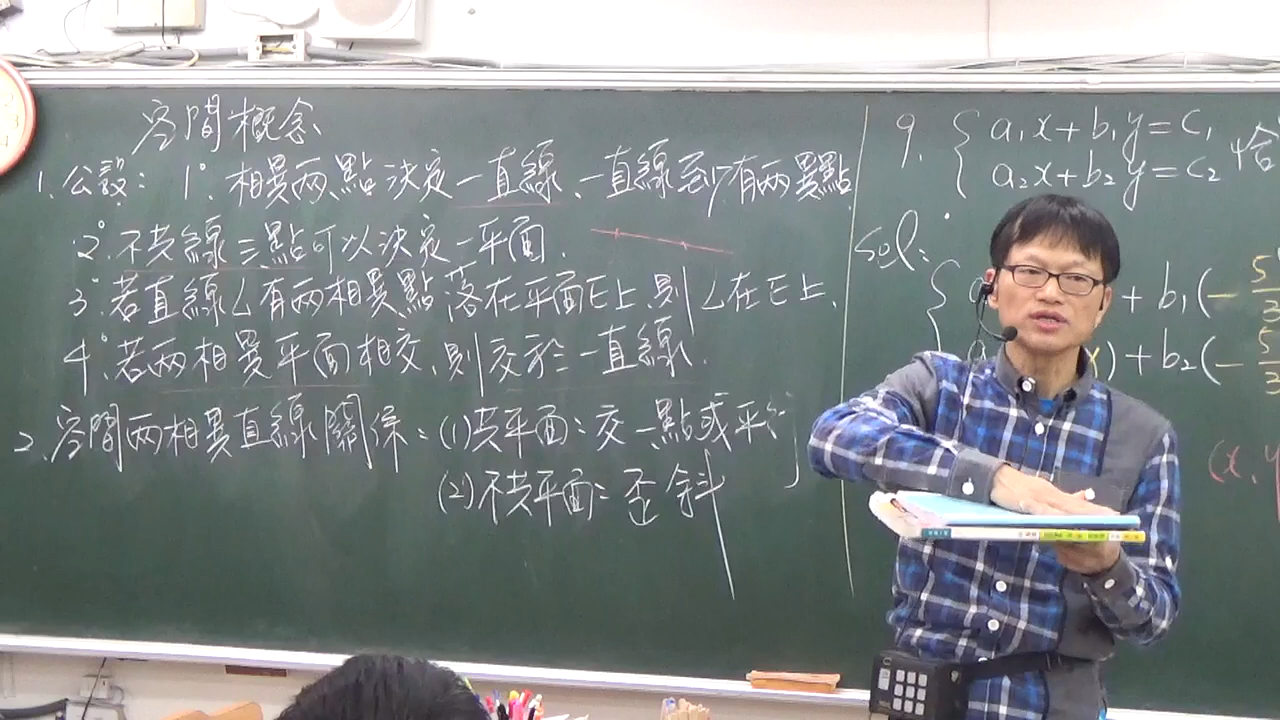 空間概念
1. 公設: 1° 相異兩點決定一直線、一直線至少有兩異點
2° 不共線三點可以決定一平面.
3° 若直線L有兩相異點落在平面E上,則L在E上.
4° 若兩相異平面相交,則交於一直線.
2. 空間兩相異直線關係:(1)共平面:交一點或平行
(2)不共平面:歪斜
9. { a₁x+b₁y=c₁
a₂x+b₂y=c₂ 恰
sol:
+ b₁(-5/3
) + b₂(-5/3
(x, y